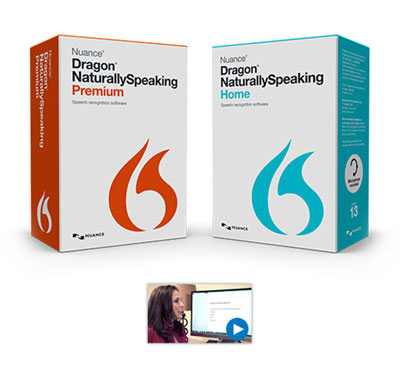 Nuance®
Dragon®
NaturallySpeaking
Premium
Speech recognition software
NUANCE
Dragon
NaturallySpeaking
Premium
Nuance®
Dragon®
NaturallySpeaking
Home
Speech recognition software
NUANCE
13